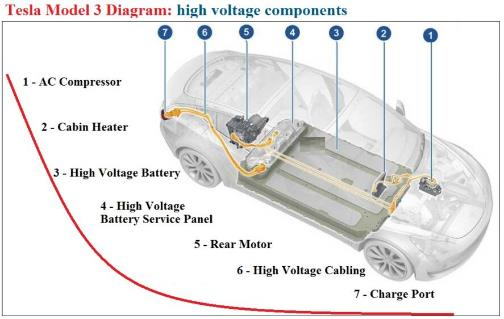 Tesla Model 3 Diagram: high voltage components
7 6 5 4 3 2 1
1 - AC Compressor
2 - Cabin Heater
3 - High Voltage Battery
4 - High Voltage
Battery Service Panel
5 - Rear Motor
6 - High Voltage Cabling
7 - Charge Port